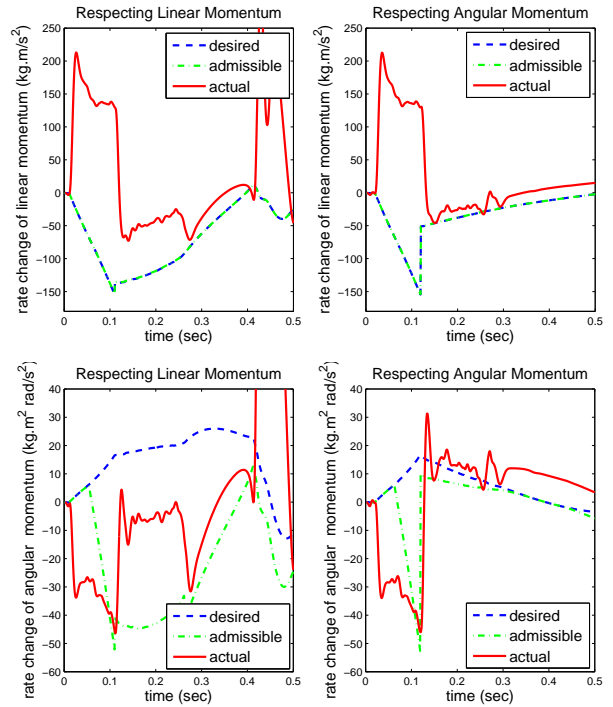 Respecting Linear Momentum
rate change of linear momentum (kg.m/s²)
200
150
100
50
0
−50
−100
−150
0 0.1 0.2 0.3 0.4 0.5
time (sec)
desired
admissible
actual
Respecting Angular Momentum
rate change of linear momentum (kg.m/s²)
200
150
100
50
0
−50
−100
−150
0 0.1 0.2 0.3 0.4 0.5
time (sec)
desired
admissible
actual
Respecting Linear Momentum
rate change of angular momentum (kg.m² rad/s²)
40
30
20
10
0
−10
−20
−30
−40
−50
−60
0 0.1 0.2 0.3 0.4 0.5
time (sec)
desired
admissible
actual
Respecting Angular Momentum
rate change of angular momentum (kg.m² rad/s²)
40
30
20
10
0
−10
−20
−30
−40
−50
−60
0 0.1 0.2 0.3 0.4 0.5
time (sec)
desired
admissible
actual